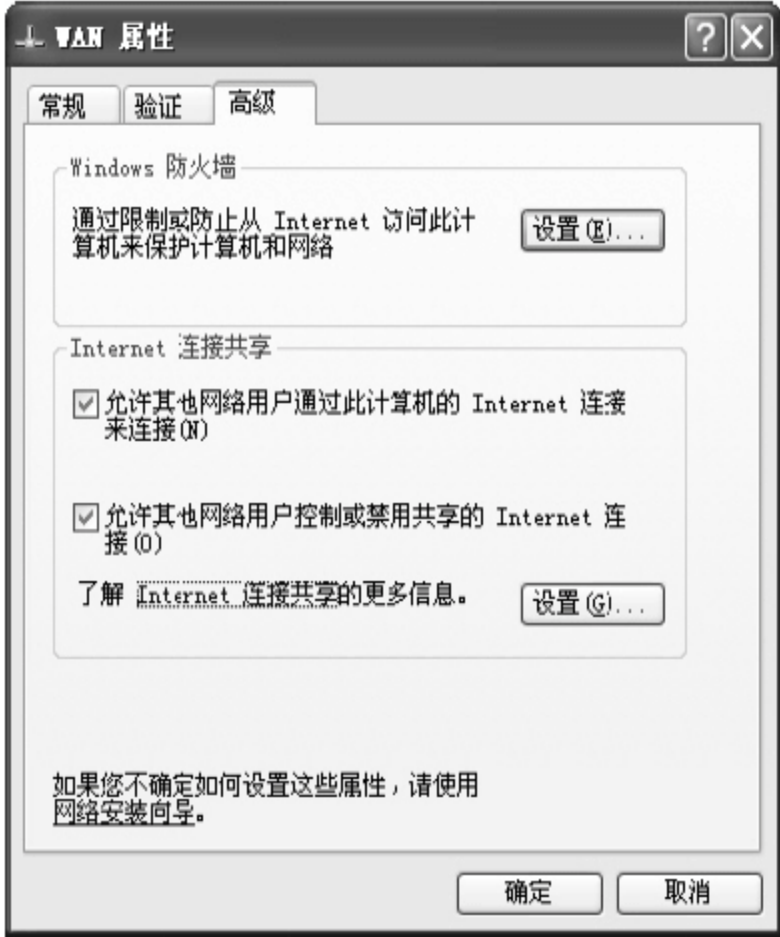 WAN 属性
常规 验证 高级
Windows 防火墙
通过限制或防止从 Internet 访问此计
算机来保护计算机和网络
设置(E)...
Internet 连接共享
允许其他网络用户通过此计算机的 Internet 连接
来连接(N)
允许其他网络用户控制或禁用共享的 Internet 连
接(O)
了解 Internet 连接共享的更多信息。
设置(G)...
如果您不确定如何设置这些属性，请使用
网络安装向导。
确定 取消